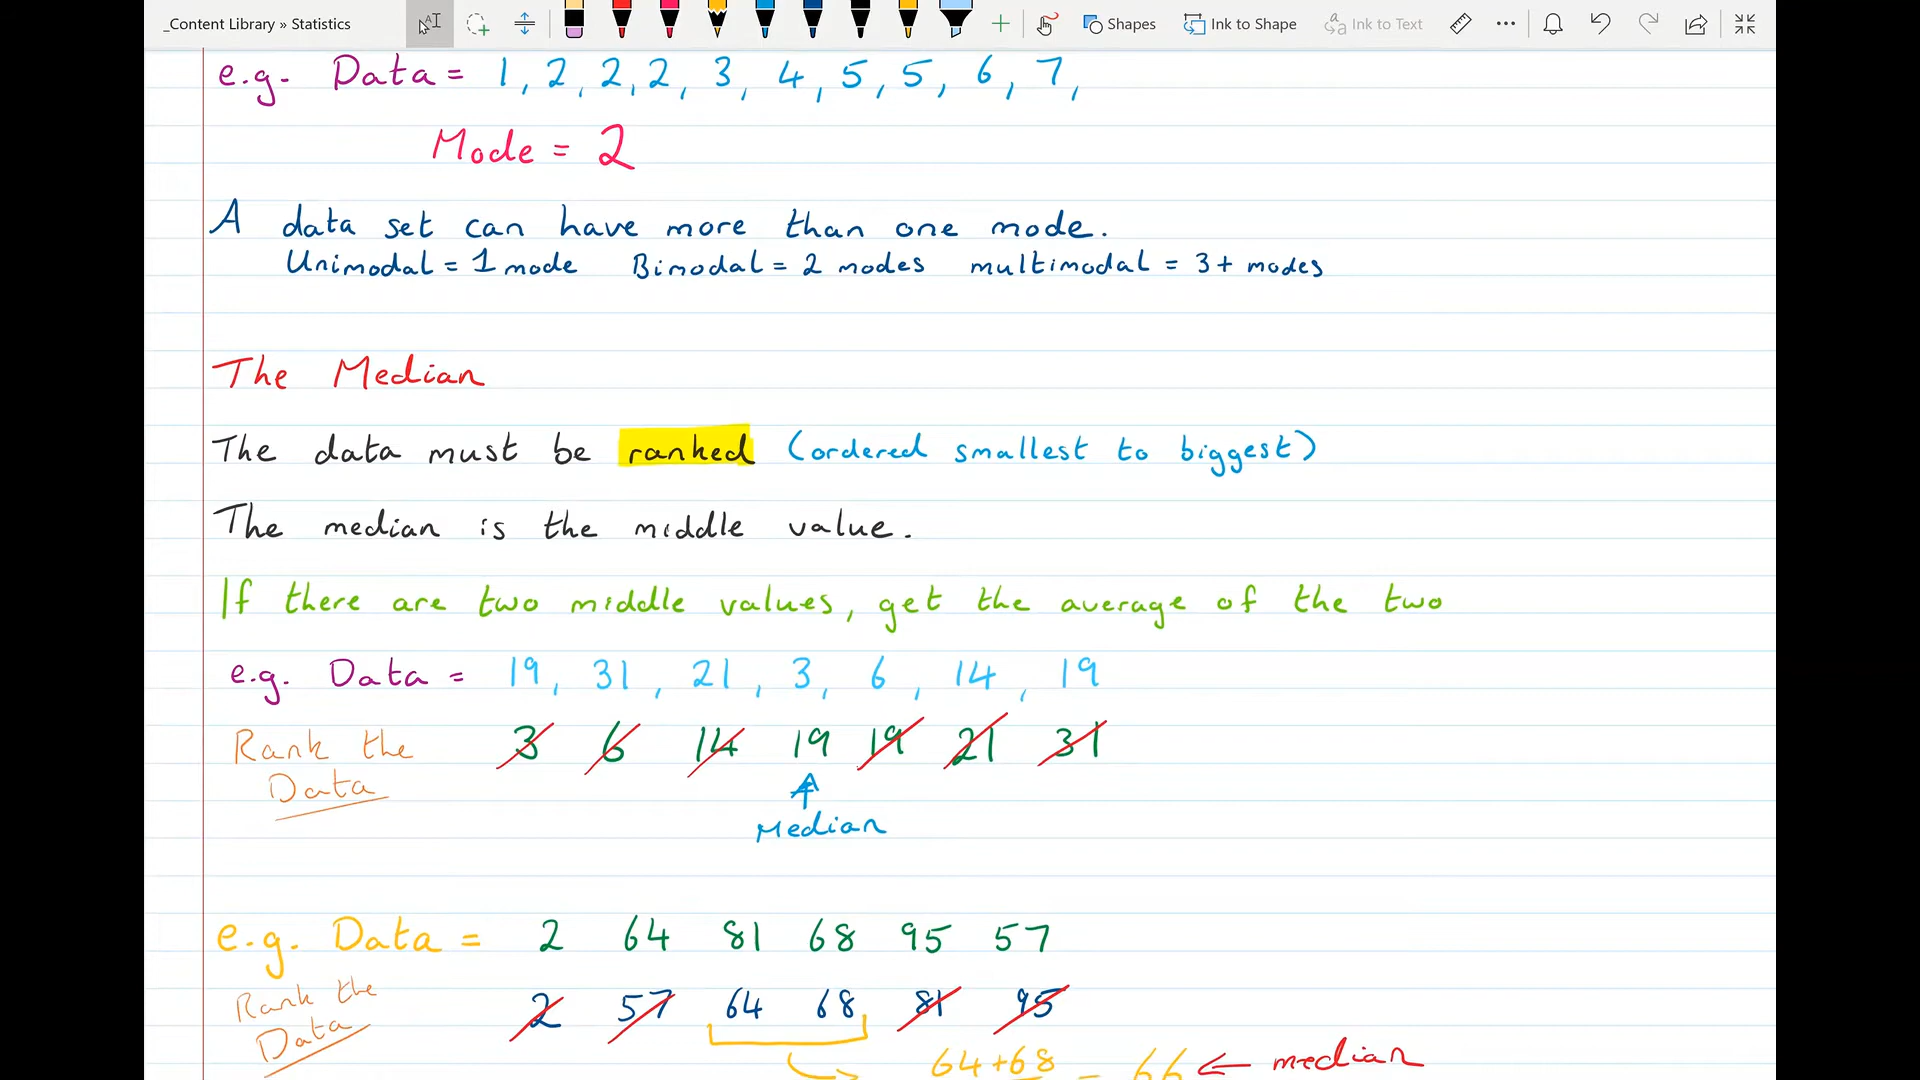 _Content Library » Statistics
Shapes
Ink to Shape
Ink to Text
e.g. Data = 1, 2, 2, 2, 3, 4, 5, 5, 6, 7,
Mode = 2
A data set can have more than one mode.
Unimodal = 1 mode Bimodal = 2 modes multimodal = 3+ modes
The Median
The data must be ranked (ordered smallest to biggest)
The median is the middle value.
If there are two middle values, get the average of the two
e.g. Data = 19, 31, 21, 3, 6, 14, 19
Rank the 3 6 14 19 19 21 31
Data
Median
e.g. Data = 2 64 81 68 95 57
Rank the 2 57 64 68 81 95
Data
64+68 = 66 ← median